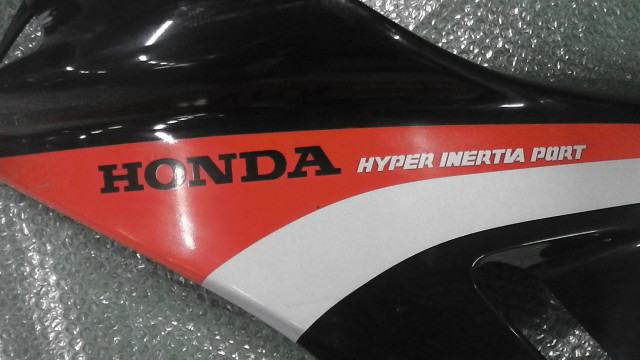 HONDA HYPER INERTIA PORT